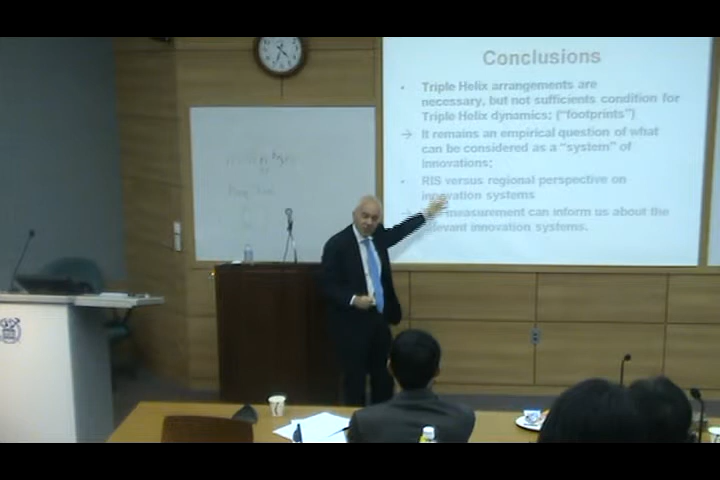 Conclusions
• Triple Helix arrangements are
necessary, but not sufficients condition for
Triple Helix dynamics; ("footprints")
→ It remains an empirical question of what
can be considered as a "system" of
innovations;
• RIS versus regional perspective on
innovation systems
measurement can inform us about the
relevant innovation systems.